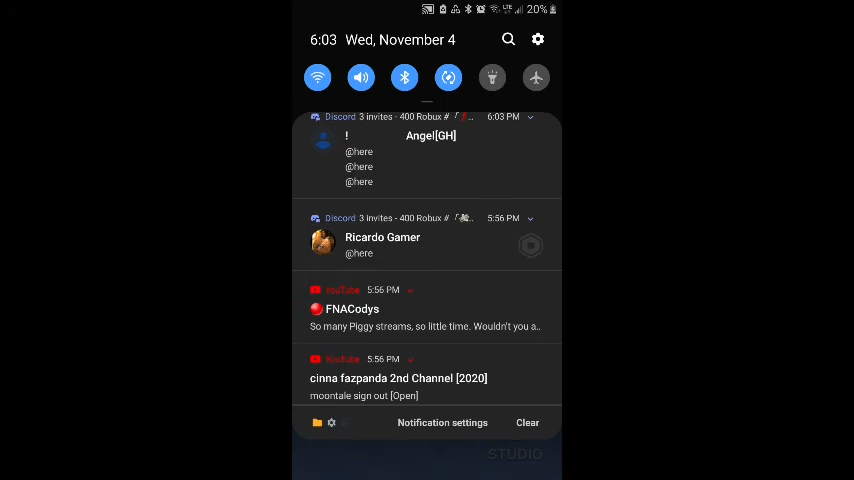 LTE 20%
6:03 Wed, November 4
Discord 3 invites - 400 Robux # 「 ... 6:03 PM
! Angel[GH]
@here
@here
@here
Discord 3 invites - 400 Robux # 「 .. 5:56 PM
Ricardo Gamer
@here
YouTube 5:56 PM
FNACodys
So many Piggy streams, so little time. Wouldn't you a..
YouTube 5:56 PM
cinna fazpanda 2nd Channel [2020]
moontale sign out [Open]
Notification settings Clear
STUDIO